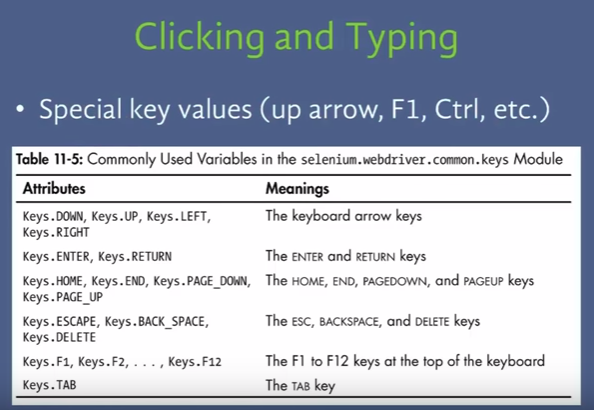 Clicking and Typing
• Special key values (up arrow, F1, Ctrl, etc.)
Table 11-5: Commonly Used Variables in the selenium.webdriver.common.keys Module
Attributes Meanings
Keys.DOWN, Keys.UP, Keys.LEFT, The keyboard arrow keys
Keys.RIGHT
Keys.ENTER, Keys.RETURN The ENTER and RETURN keys
Keys.HOME, Keys.END, Keys.PAGE_DOWN, The HOME, END, PAGEDOWN, and PAGEUP keys
Keys.PAGE_UP
Keys.ESCAPE, Keys.BACK_SPACE, The ESC, BACKSPACE, and DELETE keys
Keys.DELETE
Keys.F1, Keys.F2, . . . , Keys.F12 The F1 to F12 keys at the top of the keyboard
Keys.TAB The TAB key